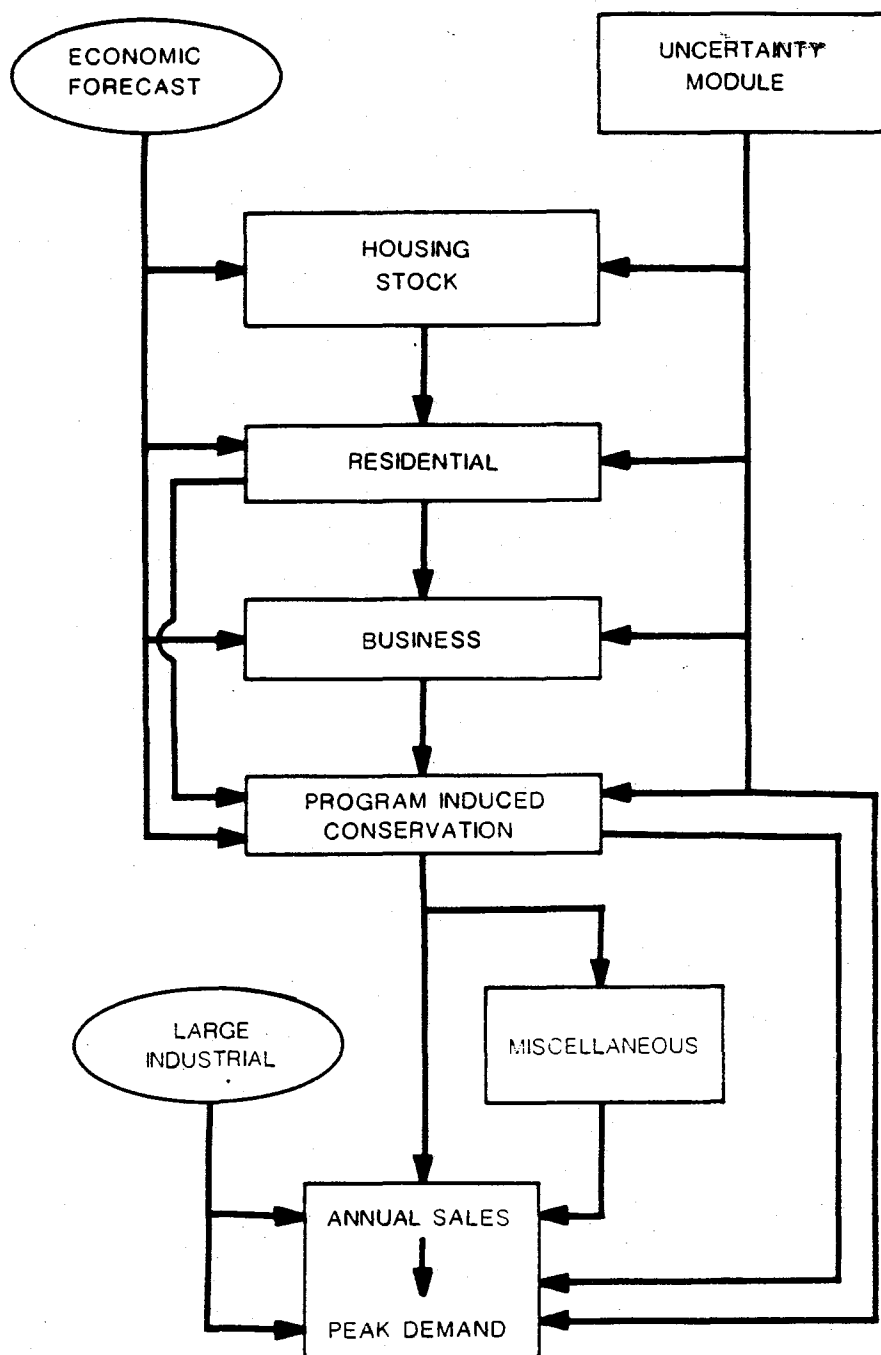 ECONOMIC
FORECAST
UNCERTAINTY
MODULE
HOUSING
STOCK
RESIDENTIAL
BUSINESS
PROGRAM INDUCED
CONSERVATION
LARGE
INDUSTRIAL
MISCELLANEOUS
ANNUAL SALES
PEAK DEMAND